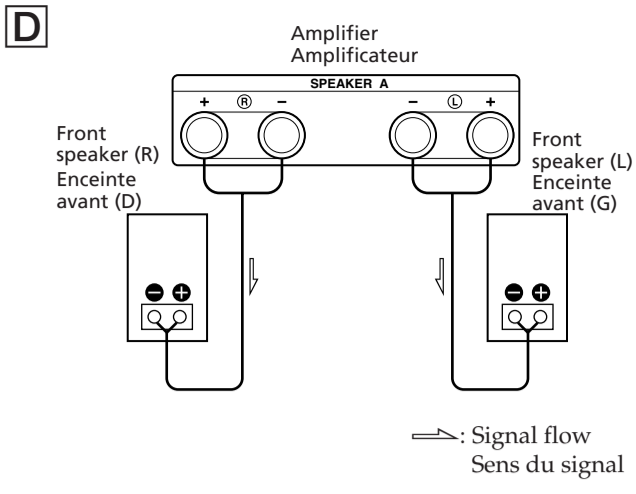 D
Amplifier
Amplificateur
SPEAKER A
+ R - - L +
Front
speaker (R)
Enceinte
avant (D)
Front
speaker (L)
Enceinte
avant (G)
- +
- +
: Signal flow
Sens du signal